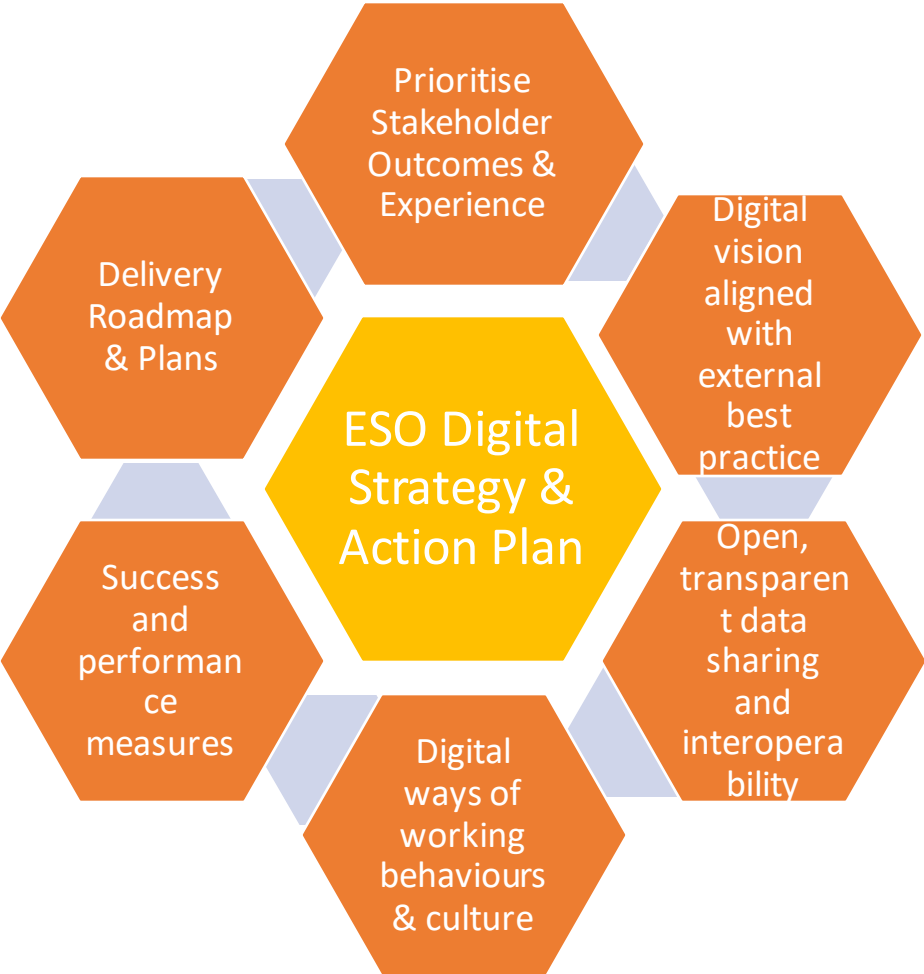 Prioritise
Stakeholder
Outcomes &
Experience
Digital
vision
aligned
with
external
best
practice
Open,
transparen
t data
sharing
and
interopera
bility
Digital
ways of
working
behaviours
& culture
Success
and
performan
ce
measures
Delivery
Roadmap
& Plans
ESO Digital
Strategy &
Action Plan